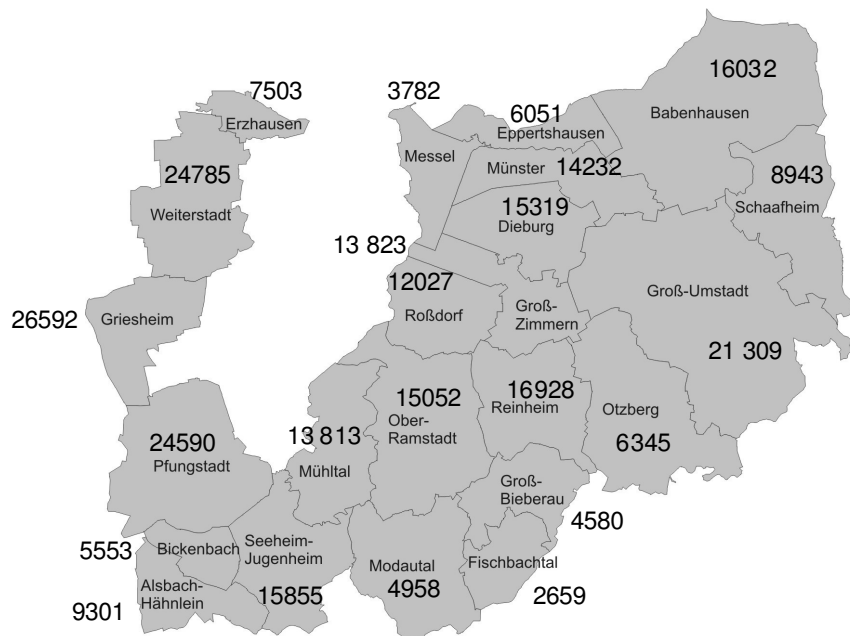 16032
Babenhausen
7503
Erzhausen
3782
Messel
6051
Eppertshausen
Münster
14232
24785
Weiterstadt
8943
Schaafheim
15319
Dieburg
13 823
12027
Roßdorf
Groß-
Zimmern
Groß-Umstadt
21 309
26592
Griesheim
15052
Ober-
Ramstadt
16928
Reinheim
Otzberg
6345
24590
Pfungstadt
13 813
Mühltal
Groß-
Bieberau
4580
5553
Bickenbach
Seeheim-
Jugenheim
15855
Modautal
4958
Fischbachtal
2659
Alsbach-
Hähnlein
9301